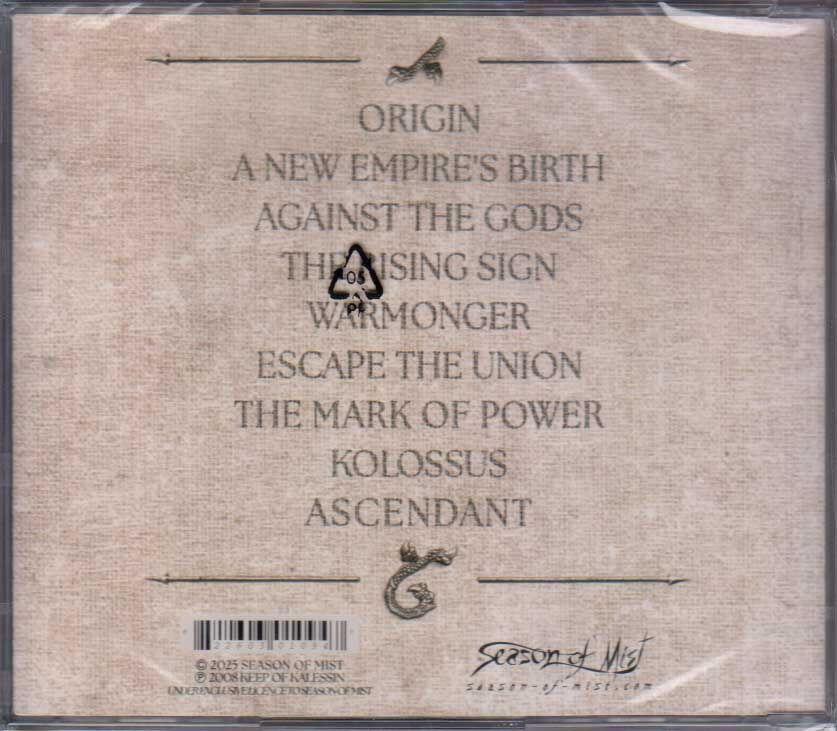 ORIGIN
A NEW EMPIRE'S BIRTH
AGAINST THE GODS
THE RISING SIGN
05
PE
WARMONGER
ESCAPE THE UNION
THE MARK OF POWER
KOLOSSUS
ASCENDANT
© 2025 SEASON OF MIST
℗ 2008 KEEP OF KALESSIN
UNDER EXCLUSIVE LICENCE TO SEASON OF MIST
Season of Mist
season-of-mist.com